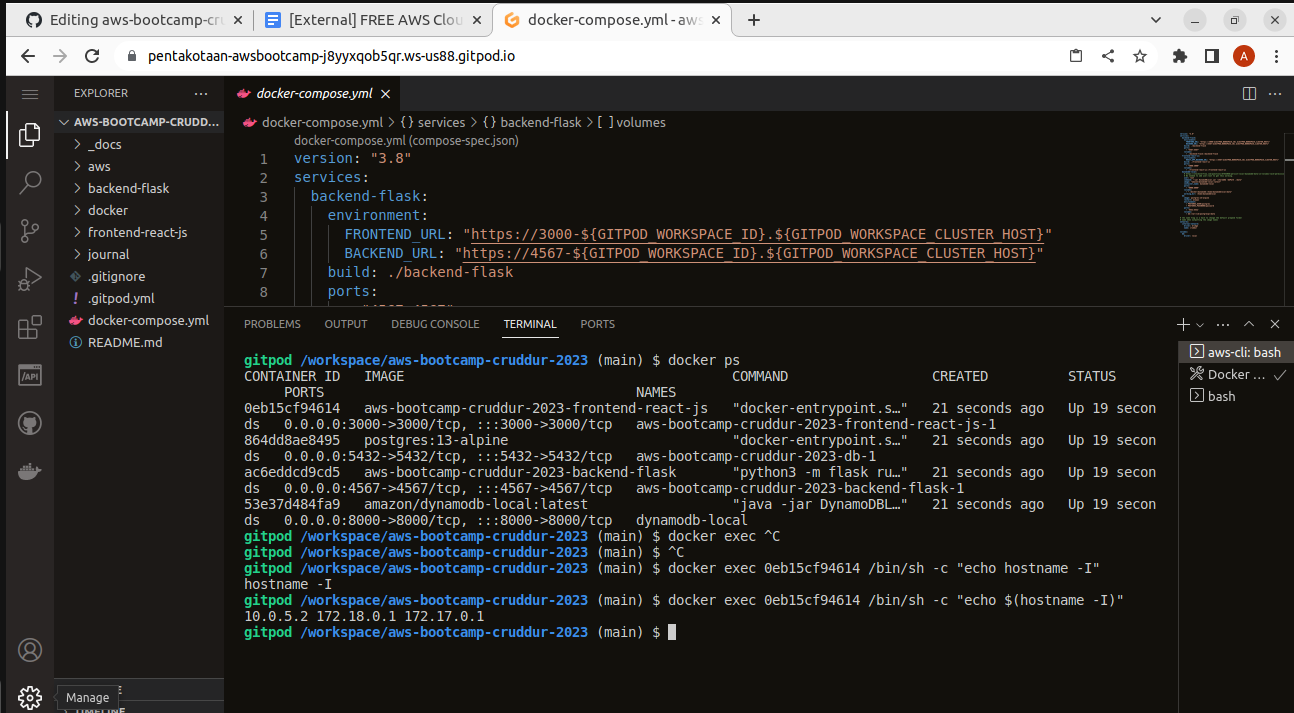 Editing aws-bootcamp-cru
[External] FREE AWS Clou
docker-compose.yml - aws
pentakotaan-awsbootcamp-j8yyxqob5qr.ws-us88.gitpod.io
A
EXPLORER
AWS-BOOTCAMP-CRUDD...
_docs
aws
backend-flask
docker
frontend-react-js
journal
.gitignore
.gitpod.yml
docker-compose.yml
README.md
Manage
TIMELINE
docker-compose.yml
docker-compose.yml > {} services > {} backend-flask > [ ] volumes
docker-compose.yml (compose-spec.json)
1 version: "3.8"
2 services:
3 backend-flask:
4 environment:
5 FRONTEND_URL: "https://3000-${GITPOD_WORKSPACE_ID}.${GITPOD_WORKSPACE_CLUSTER_HOST}"
6 BACKEND_URL: "https://4567-${GITPOD_WORKSPACE_ID}.${GITPOD_WORKSPACE_CLUSTER_HOST}"
7 build: ./backend-flask
8 ports:
PROBLEMS OUTPUT DEBUG CONSOLE TERMINAL PORTS
gitpod /workspace/aws-bootcamp-cruddur-2023 (main) $ docker ps
CONTAINER ID IMAGE COMMAND CREATED STATUS
PORTS NAMES
0eb15cf94614 aws-bootcamp-cruddur-2023-frontend-react-js "docker-entrypoint.s…" 21 seconds ago Up 19 secon
ds 0.0.0.0:3000->3000/tcp, :::3000->3000/tcp aws-bootcamp-cruddur-2023-frontend-react-js-1
864dd8ae8495 postgres:13-alpine "docker-entrypoint.s…" 21 seconds ago Up 19 secon
ds 0.0.0.0:5432->5432/tcp, :::5432->5432/tcp aws-bootcamp-cruddur-2023-db-1
ac6eddcd9cd5 aws-bootcamp-cruddur-2023-backend-flask "python3 -m flask ru…" 21 seconds ago Up 19 secon
ds 0.0.0.0:4567->4567/tcp, :::4567->4567/tcp aws-bootcamp-cruddur-2023-backend-flask-1
53e37d484fa9 amazon/dynamodb-local:latest "java -jar DynamoDBL…" 21 seconds ago Up 19 secon
ds 0.0.0.0:8000->8000/tcp, :::8000->8000/tcp dynamodb-local
gitpod /workspace/aws-bootcamp-cruddur-2023 (main) $ docker exec ^C
gitpod /workspace/aws-bootcamp-cruddur-2023 (main) $ ^C
gitpod /workspace/aws-bootcamp-cruddur-2023 (main) $ docker exec 0eb15cf94614 /bin/sh -c "echo hostname -I"
hostname -I
gitpod /workspace/aws-bootcamp-cruddur-2023 (main) $ docker exec 0eb15cf94614 /bin/sh -c "echo $(hostname -I)"
10.0.5.2 172.18.0.1 172.17.0.1
gitpod /workspace/aws-bootcamp-cruddur-2023 (main) $
aws-cli: bash
Docker ...
bash